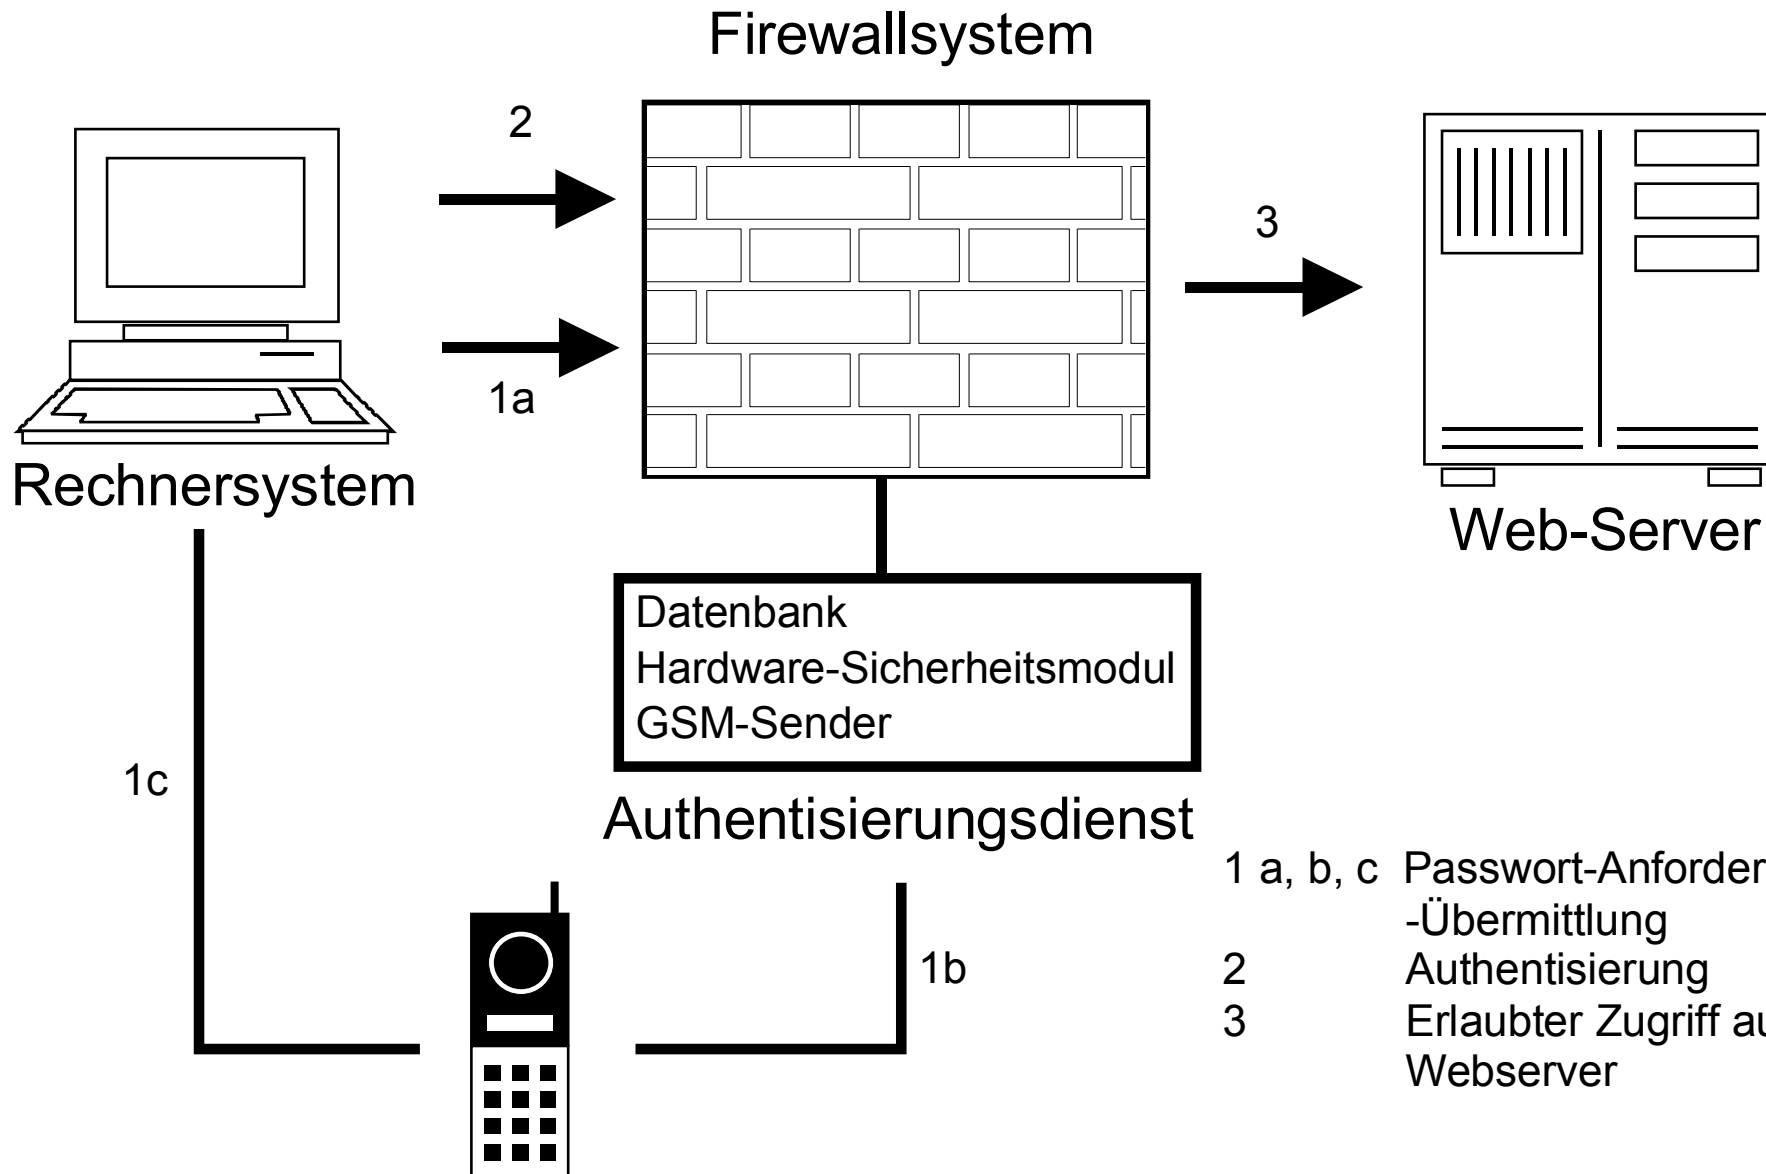 Firewallsystem
2
3
1a
Rechnersystem
Web-Server
Datenbank
Hardware-Sicherheitsmodul
GSM-Sender
1c
Authentisierungsdienst
1b
1 a, b, c Passwort-Anforder
-Übermittlung
2 Authentisierung
3 Erlaubter Zugriff au
Webserver